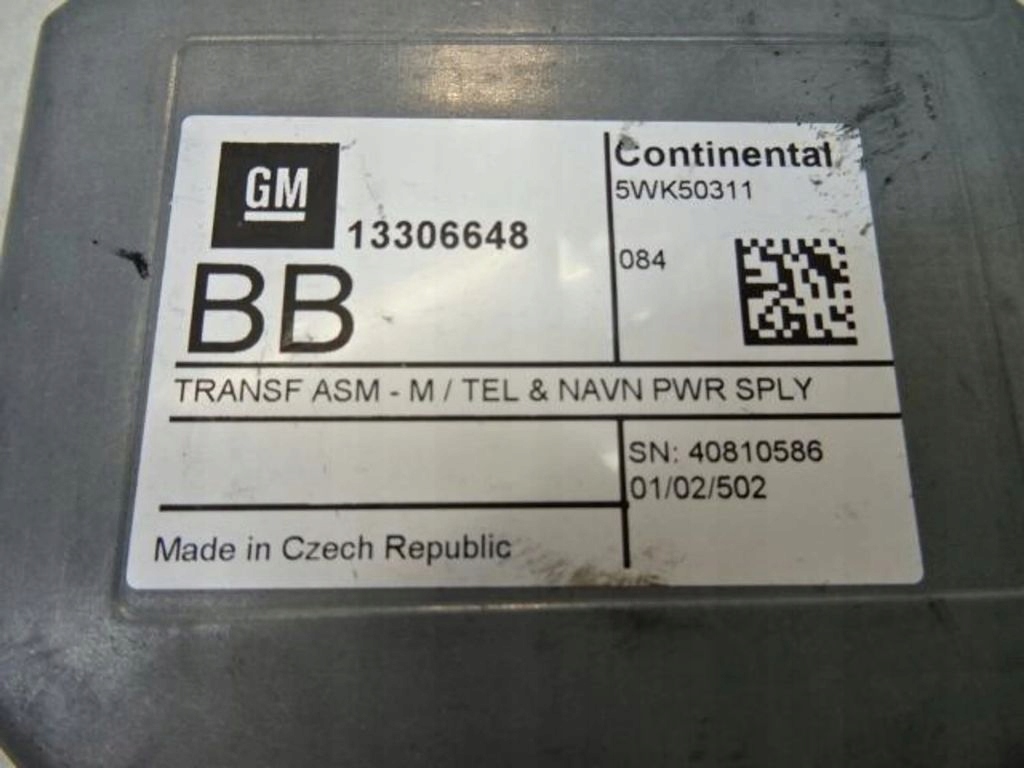 GM
13306648
BB
Continental
5WK50311
084
TRANSF ASM - M / TEL & NAVN PWR SPLY
SN: 40810586
01/02/502
Made in Czech Republic